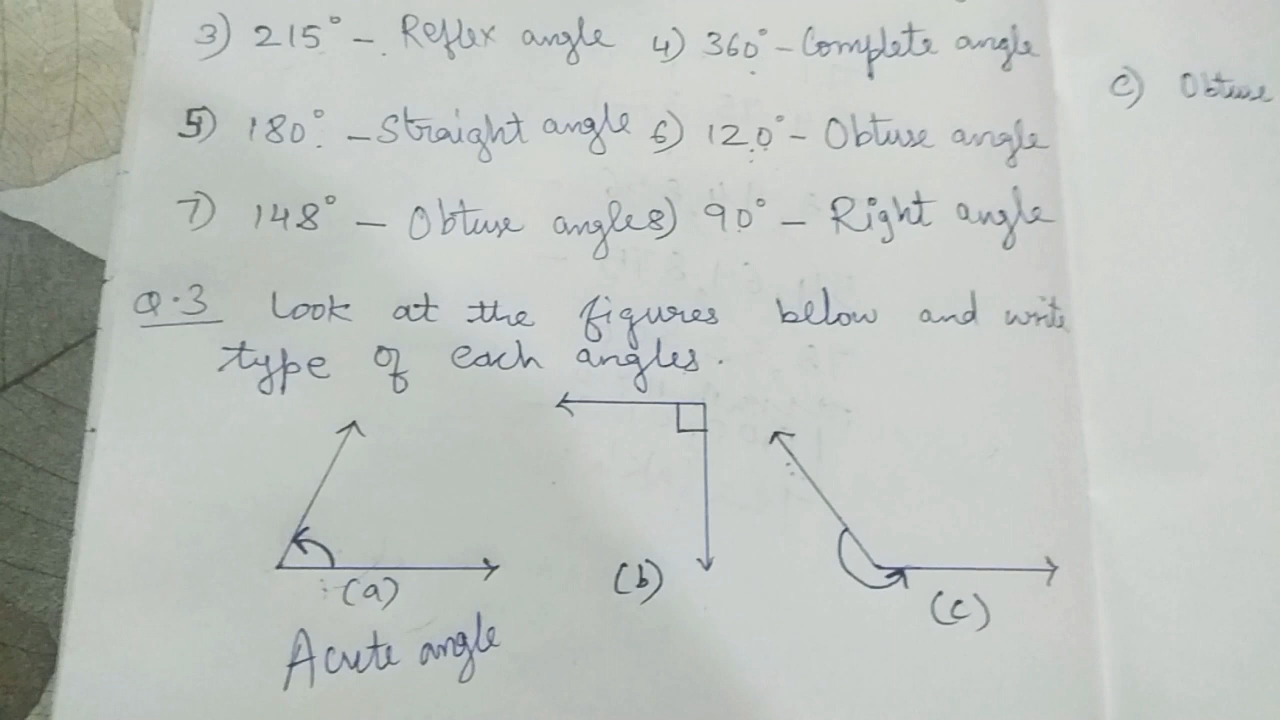 3) 215° - Reflex angle 4) 360° - Complete angle
c) Obtuse
5) 180° - Straight angle 6) 120° - Obtuse angle
7) 148° - Obtuse angle 8) 90° - Right angle
Q.3 Look at the figures below and write
type of each angles.
(a) (b) (c)
Acute angle